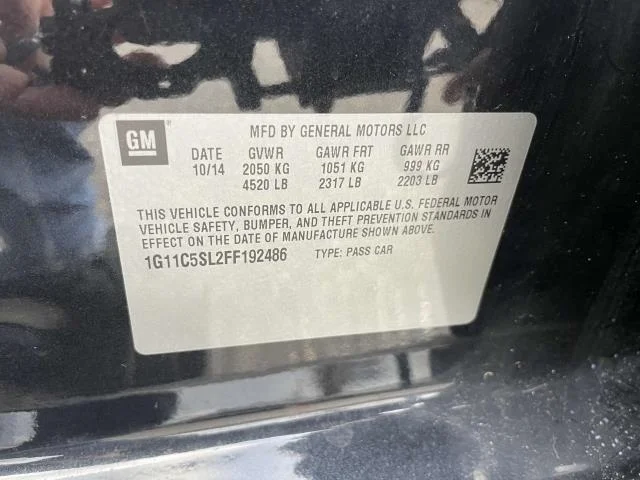 GM
MFD BY GENERAL MOTORS LLC
DATE GVWR GAWR FRT GAWR RR
10/14 2050 KG 1051 KG 999 KG
4520 LB 2317 LB 2203 LB
THIS VEHICLE CONFORMS TO ALL APPLICABLE U.S. FEDERAL MOTOR
VEHICLE SAFETY, BUMPER, AND THEFT PREVENTION STANDARDS IN
EFFECT ON THE DATE OF MANUFACTURE SHOWN ABOVE.
1G11C5SL2FF192486 TYPE: PASS CAR